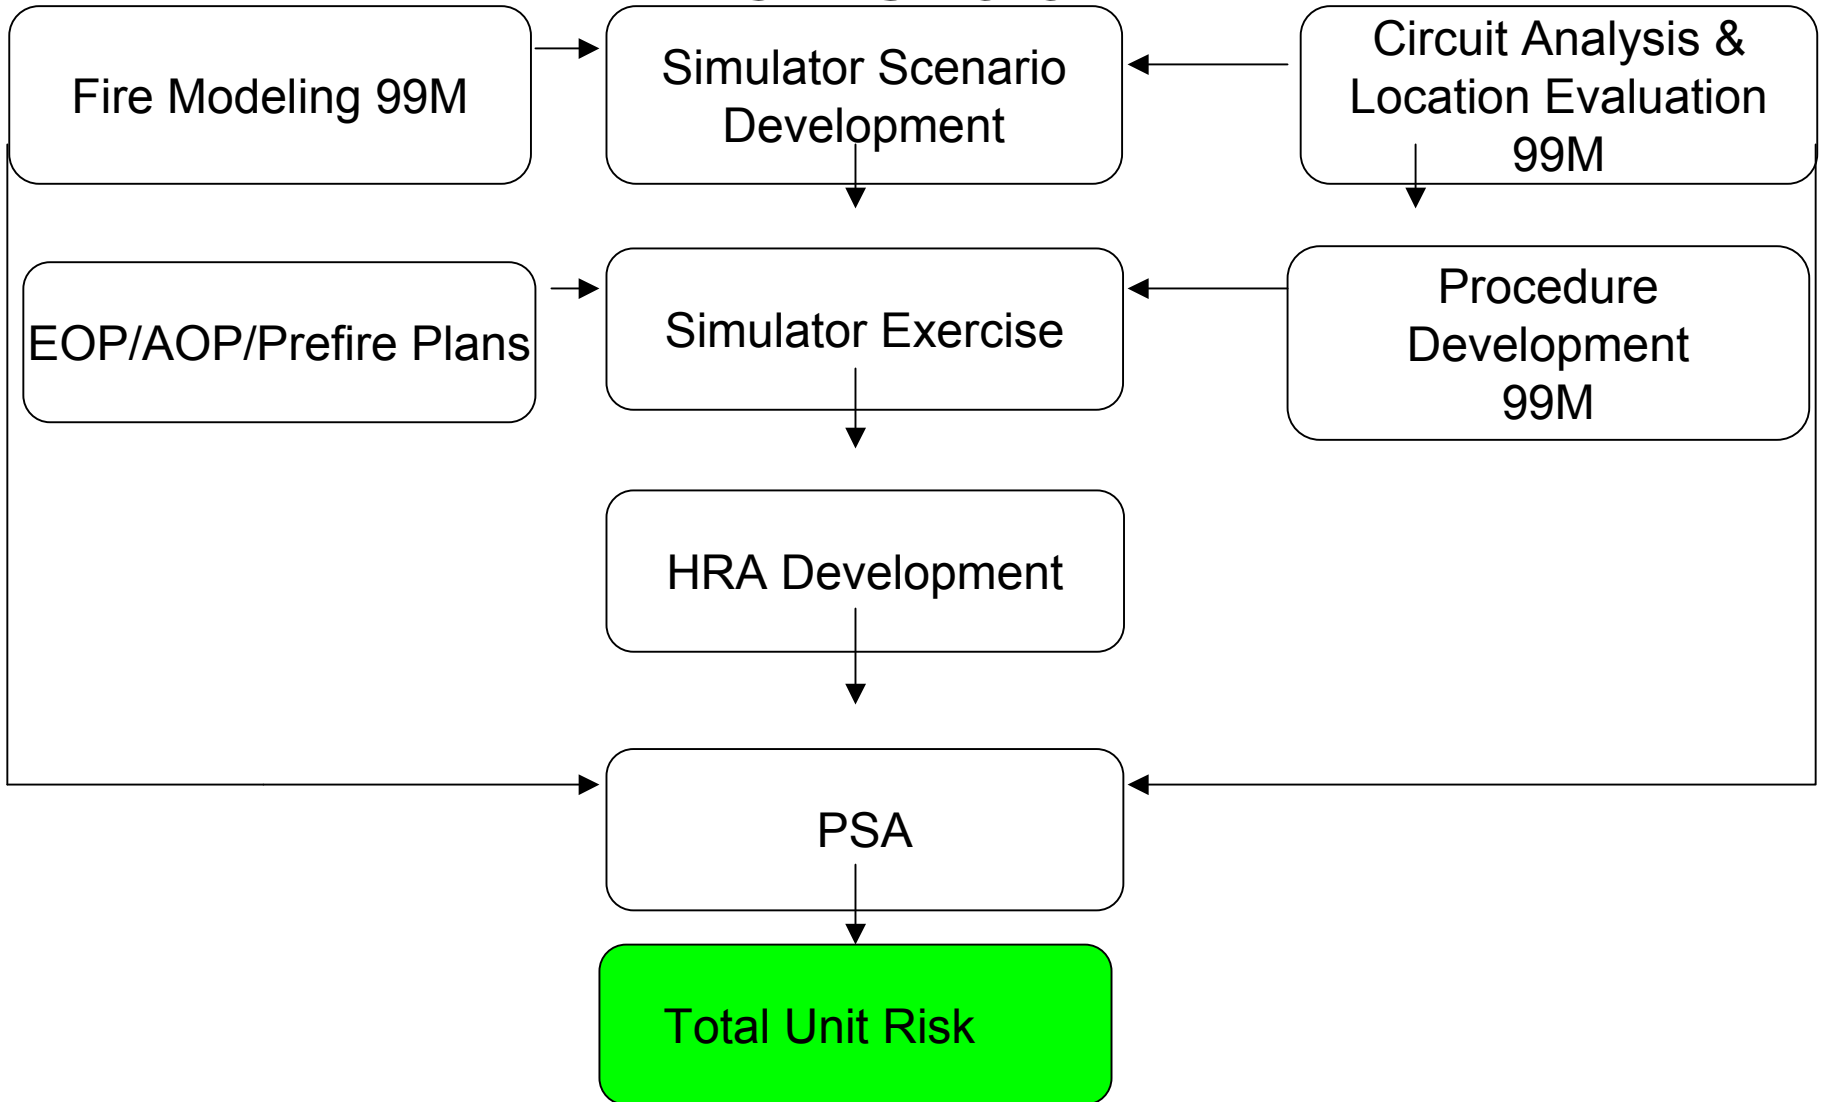 Fire Modeling 99M
Simulator Scenario
Development
Circuit Analysis &
Location Evaluation
99M
EOP/AOP/Prefire Plans
Simulator Exercise
Procedure
Development
99M
HRA Development
PSA
Total Unit Risk